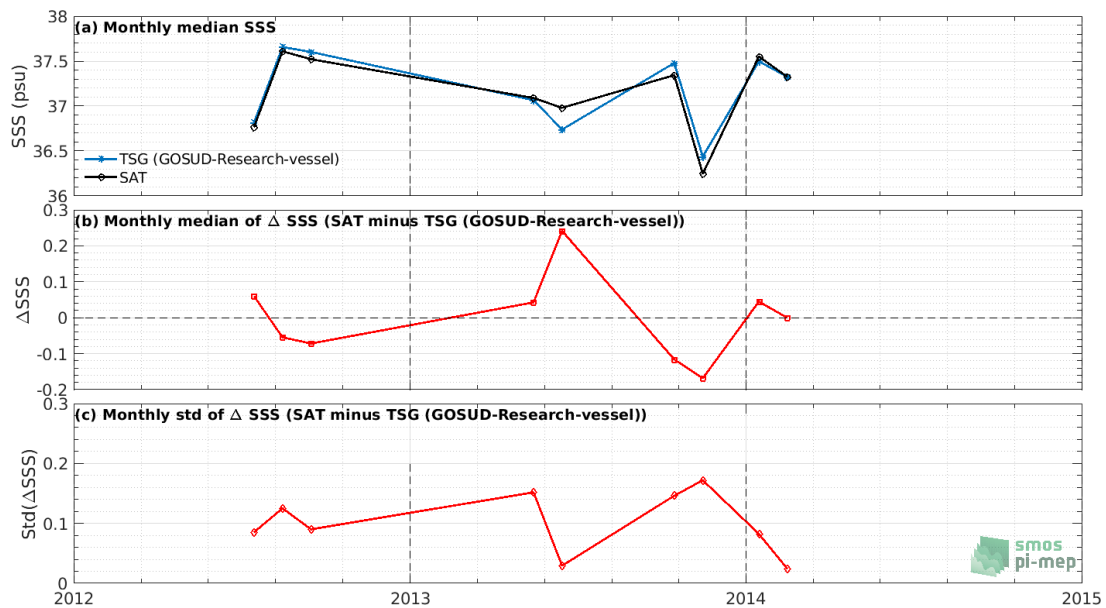 38
(a) Monthly median SSS
37.5
37
36.5
36
SSS (psu)
TSG (GOSUD-Research-vessel)
SAT
0.3
(b) Monthly median of Δ SSS (SAT minus TSG (GOSUD-Research-vessel))
0.2
0.1
0
-0.1
-0.2
ΔSSS
0.3
(c) Monthly std of Δ SSS (SAT minus TSG (GOSUD-Research-vessel))
0.2
0.1
0
Std(ΔSSS)
smos
pi-mep
2012 2013 2014 2015